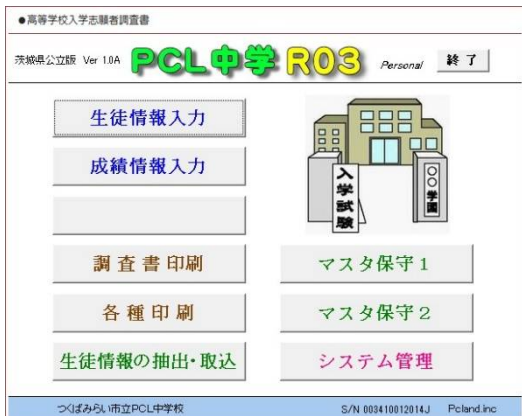 ●高等学校入学志願者調査書
茨城県公立版 Ver 1.0A PCL中学 R03 Personal 終了
生徒情報入力
成績情報入力
入学試験
○○学園
調査書印刷 マスタ保守1
各種印刷 マスタ保守2
生徒情報の抽出・取込 システム管理
つくばみらい市立PCL中学校 S/N 003410012014J Pcland.inc